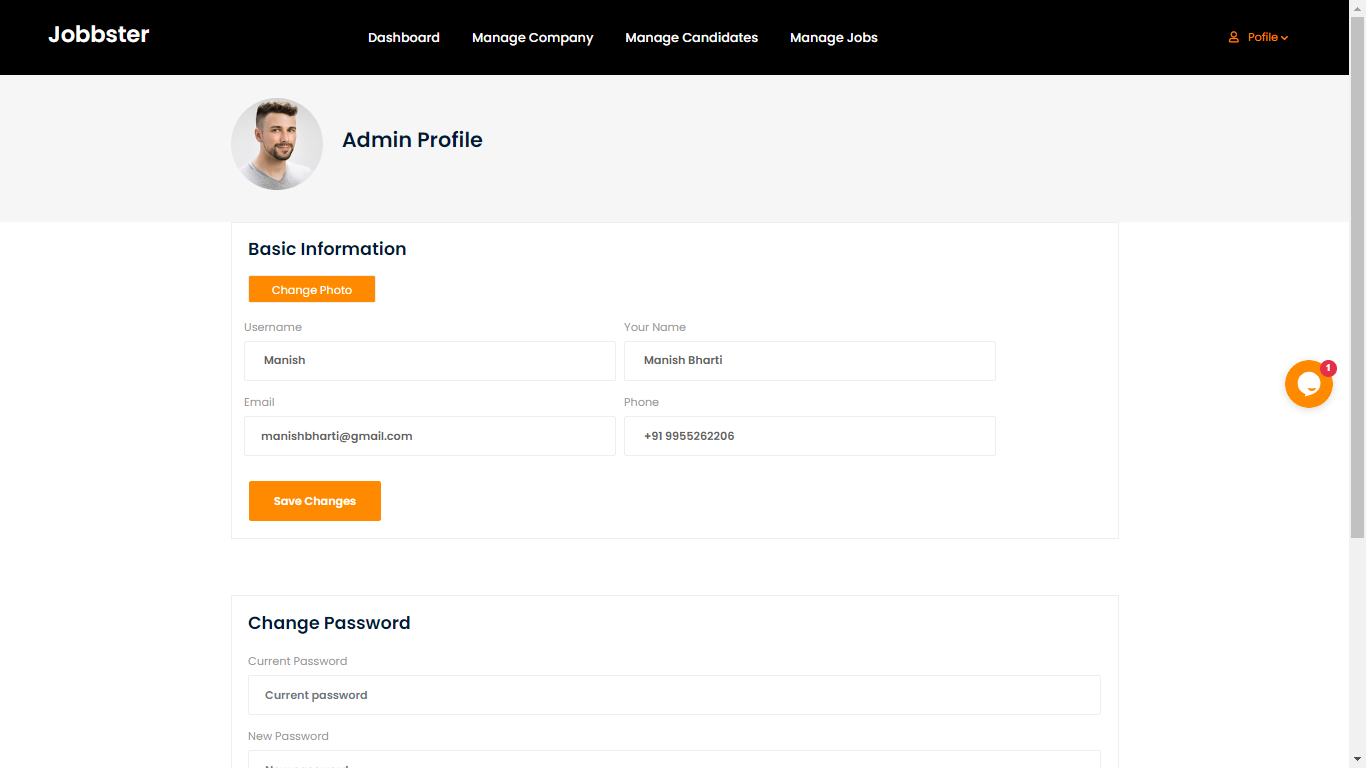 Jobbster
Dashboard Manage Company Manage Candidates Manage Jobs
Pofile
Admin Profile
Basic Information
Change Photo
Username Your Name
Manish Manish Bharti
Email Phone
manishbharti@gmail.com +91 9955262206
1
Save Changes
Change Password
Current Password
Current password
New Password